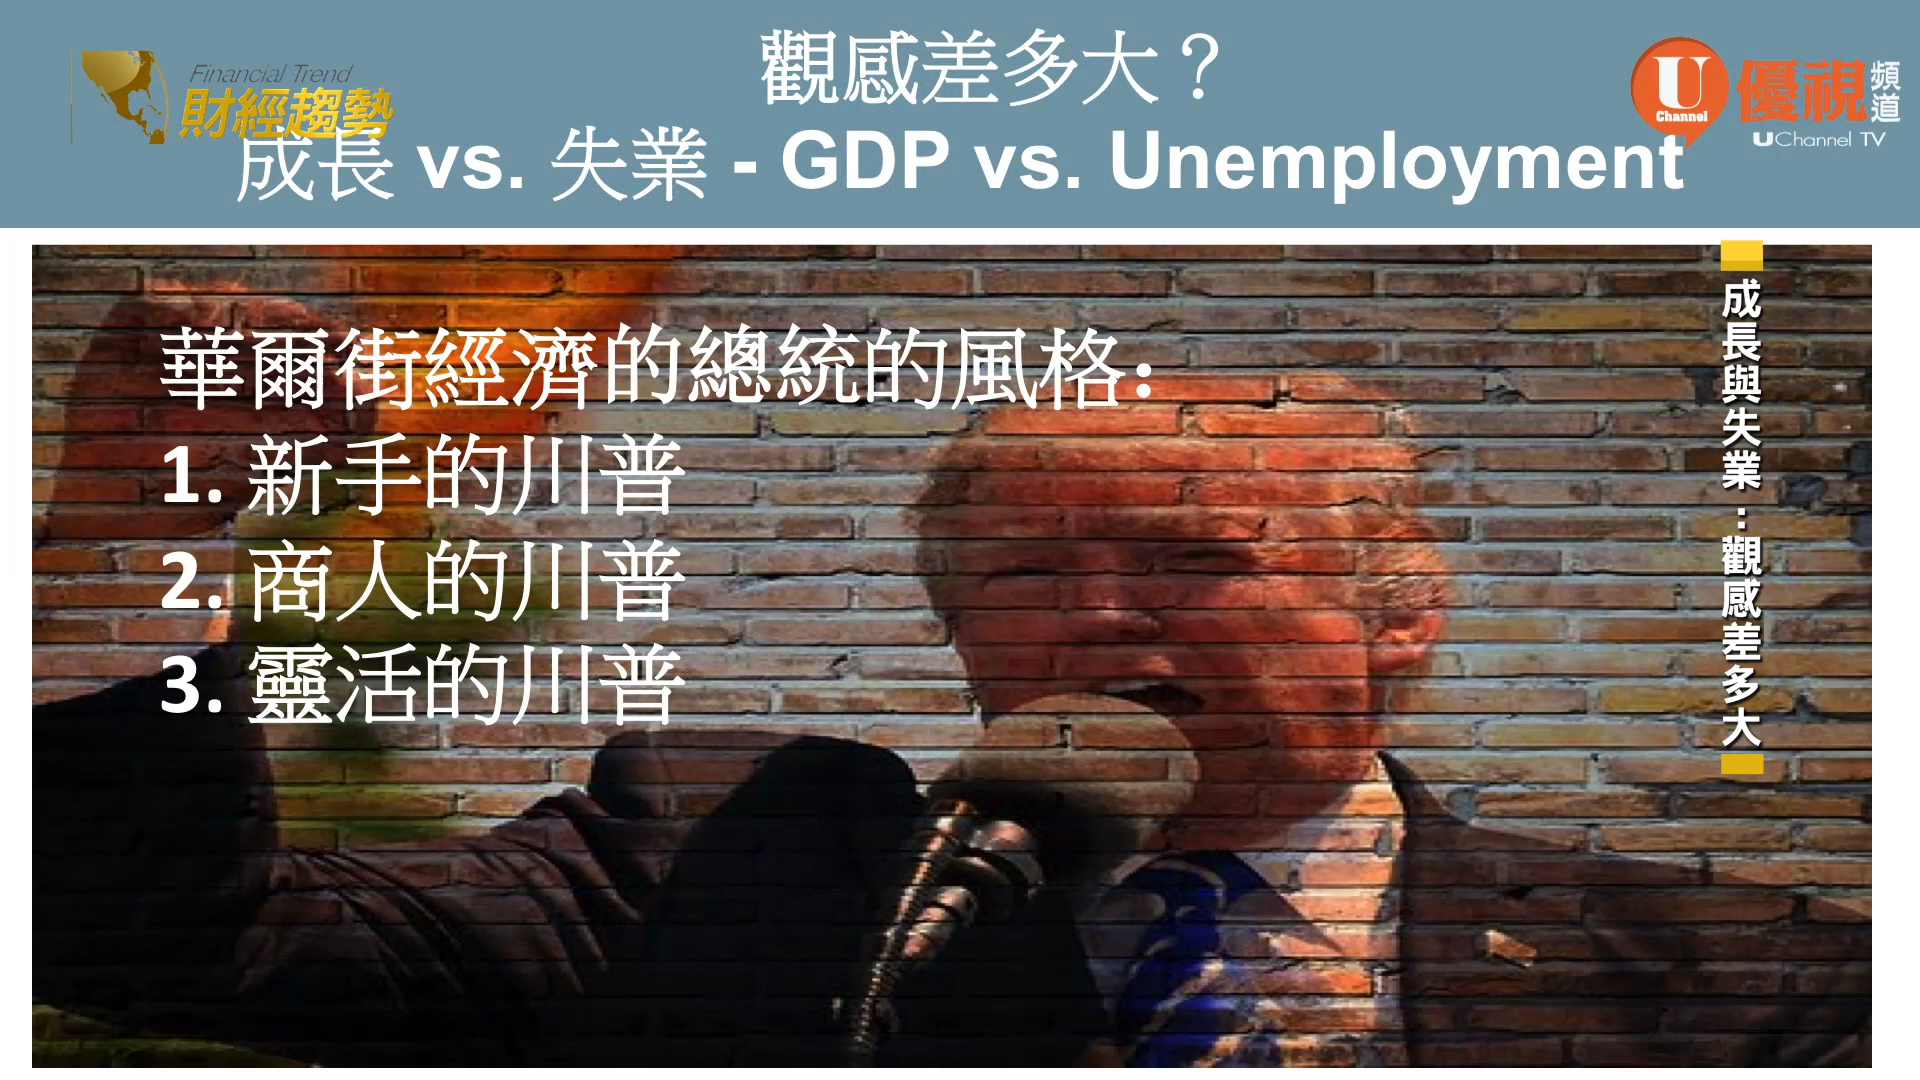 觀感差多大？
成長 vs. 失業 - GDP vs. Unemployment
Financial Trend
財經趨勢
U
Channel
優視頻道
UChannel TV
華爾街經濟的總統的風格:
1. 新手的川普
2. 商人的川普
3. 靈活的川普
成長與失業：觀感差多大